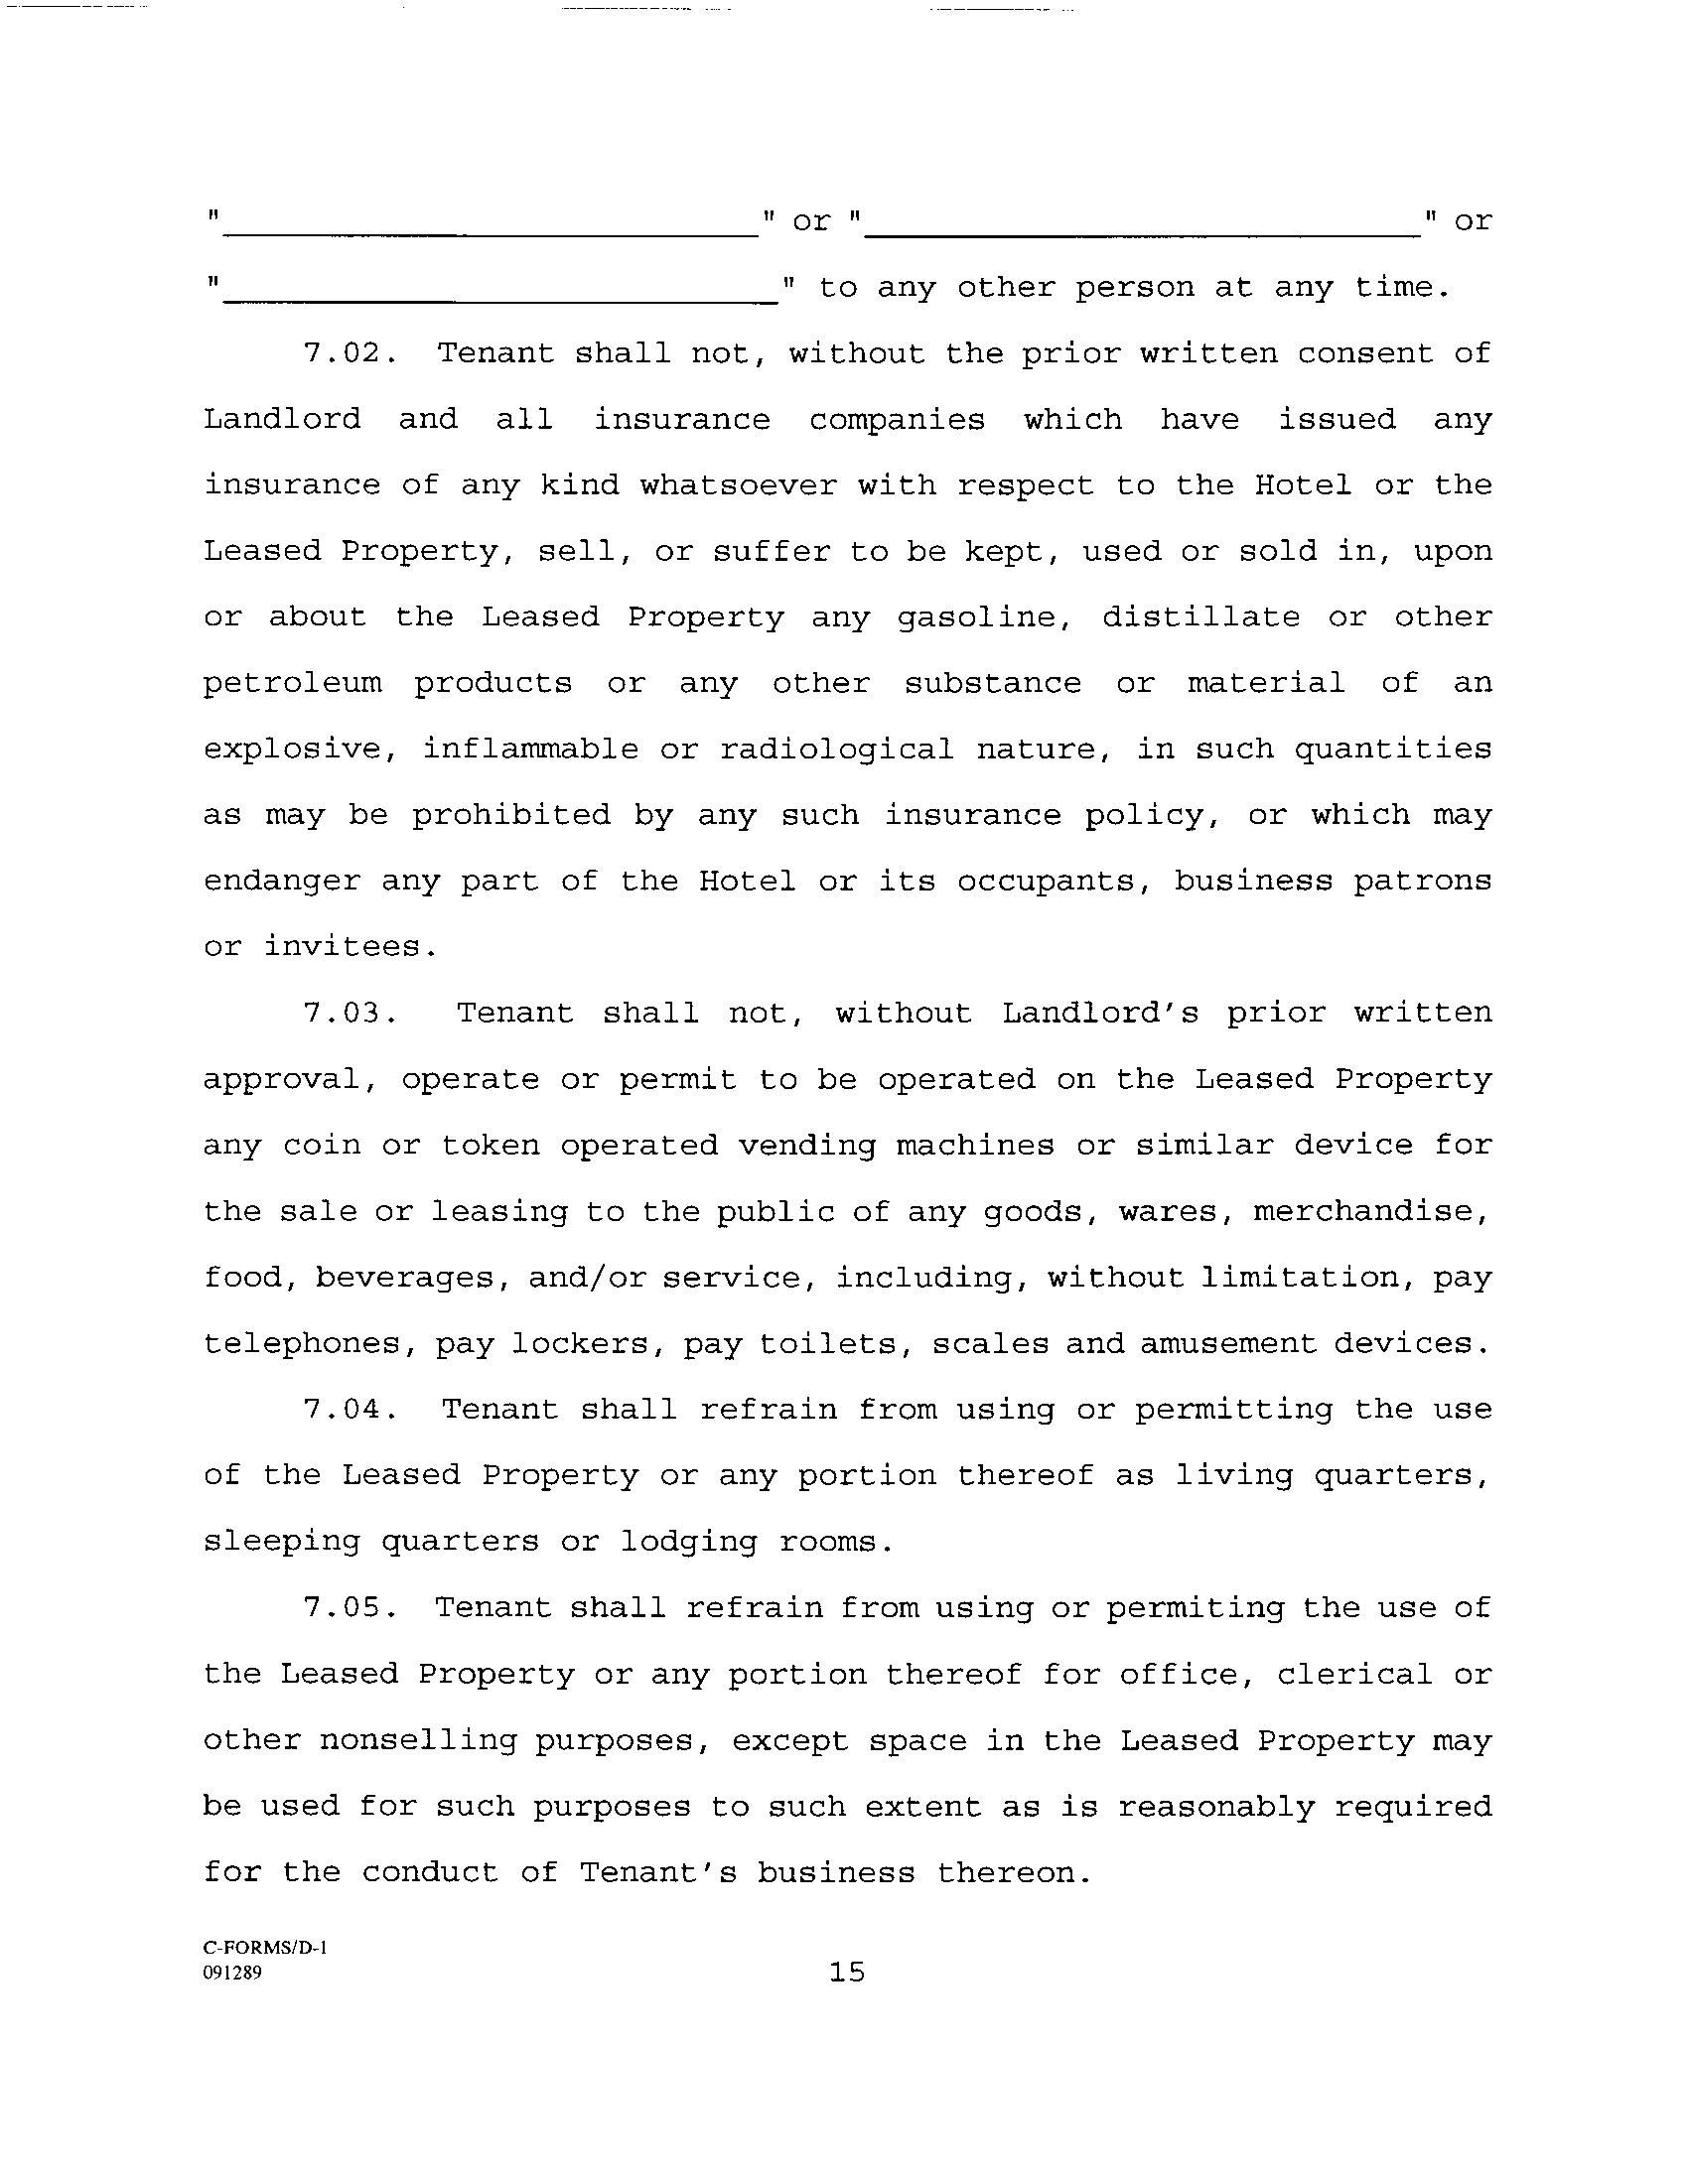 "____________________________" or "_____________________________" or
"_____________________________" to any other person at any time.
7.02. Tenant shall not, without the prior written consent of
Landlord and all insurance companies which have issued any
insurance of any kind whatsoever with respect to the Hotel or the
Leased Property, sell, or suffer to be kept, used or sold in, upon
or about the Leased Property any gasoline, distillate or other
petroleum products or any other substance or material of an
explosive, inflammable or radiological nature, in such quantities
as may be prohibited by any such insurance policy, or which may
endanger any part of the Hotel or its occupants, business patrons
or invitees.
7.03. Tenant shall not, without Landlord's prior written
approval, operate or permit to be operated on the Leased Property
any coin or token operated vending machines or similar device for
the sale or leasing to the public of any goods, wares, merchandise,
food, beverages, and/or service, including, without limitation, pay
telephones, pay lockers, pay toilets, scales and amusement devices.
7.04. Tenant shall refrain from using or permitting the use
of the Leased Property or any portion thereof as living quarters,
sleeping quarters or lodging rooms.
7.05. Tenant shall refrain from using or permiting the use of
the Leased Property or any portion thereof for office, clerical or
other nonselling purposes, except space in the Leased Property may
be used for such purposes to such extent as is reasonably required
for the conduct of Tenant's business thereon.
C-FORMS/D-1
091289
15